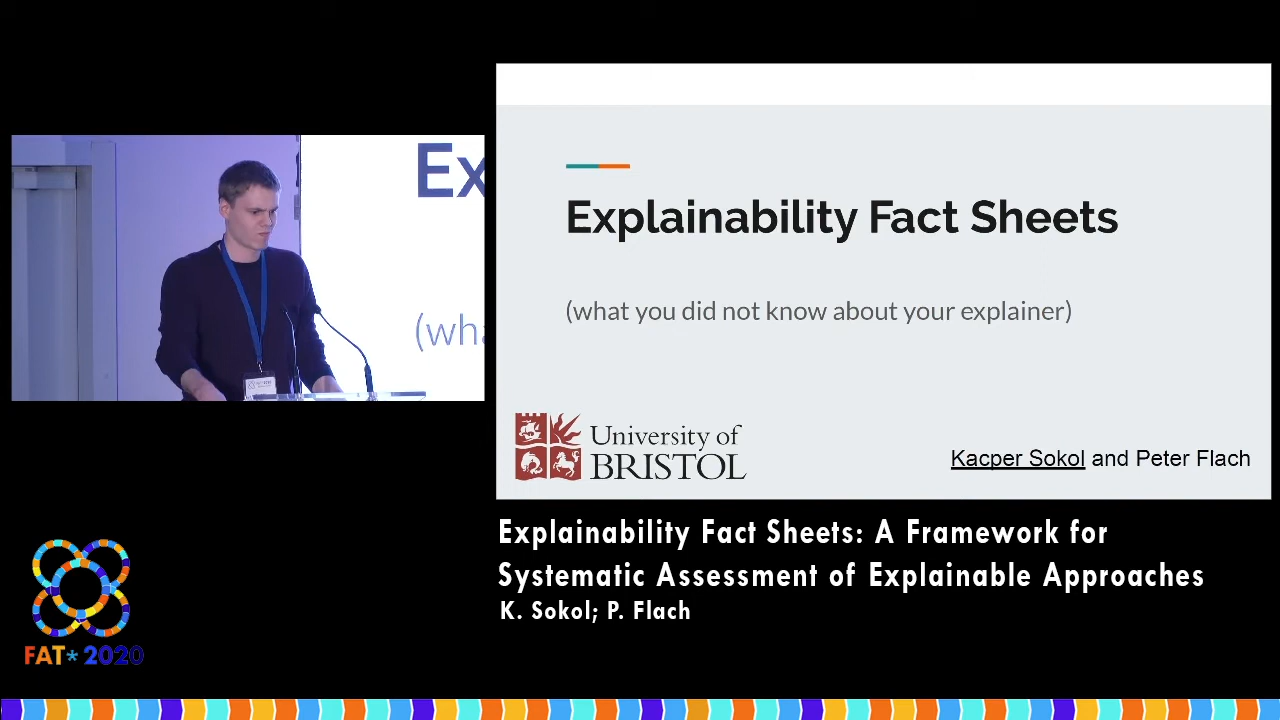 Ex
(wha
Explainability Fact Sheets
(what you did not know about your explainer)
University of
BRISTOL
Kacper Sokol and Peter Flach
Explainability Fact Sheets: A Framework for
Systematic Assessment of Explainable Approaches
K. Sokol; P. Flach
FAT* 2020